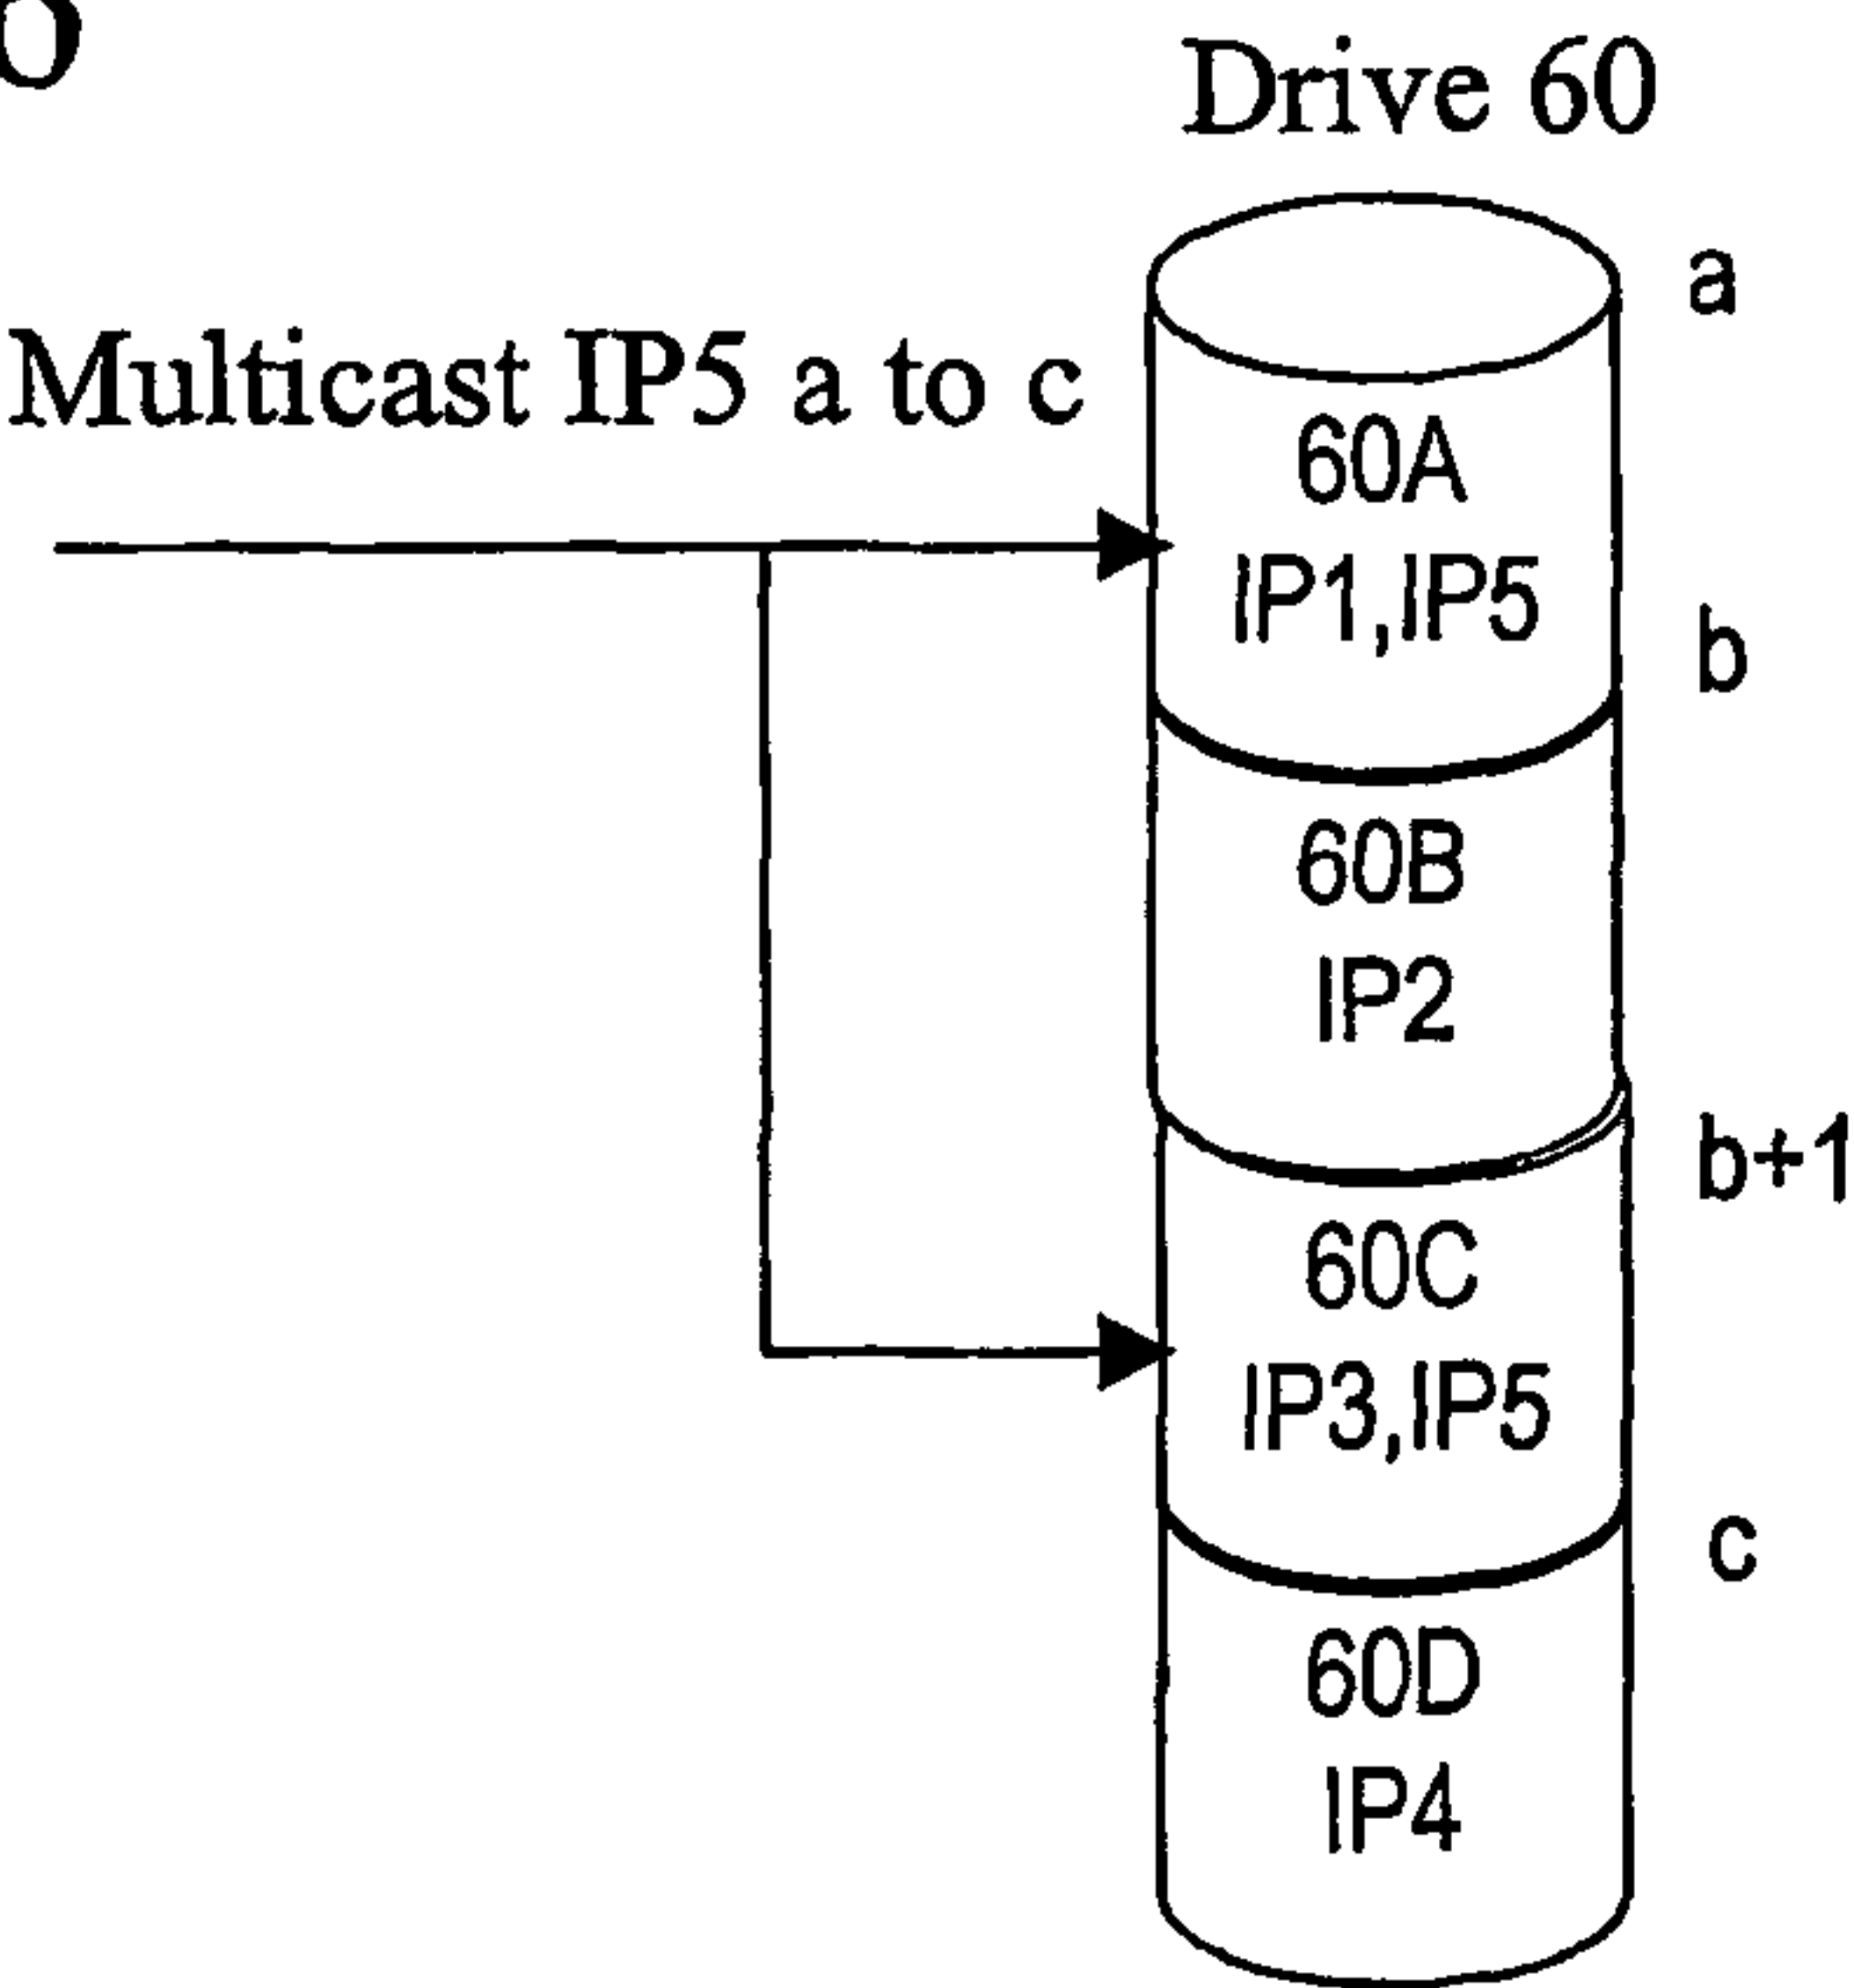 O
Drive 60
a
Multicast IP5 a to c
60A
IP1,IP5
b
60B
IP2
b+1
60C
IP3,IP5
c
60D
IP4